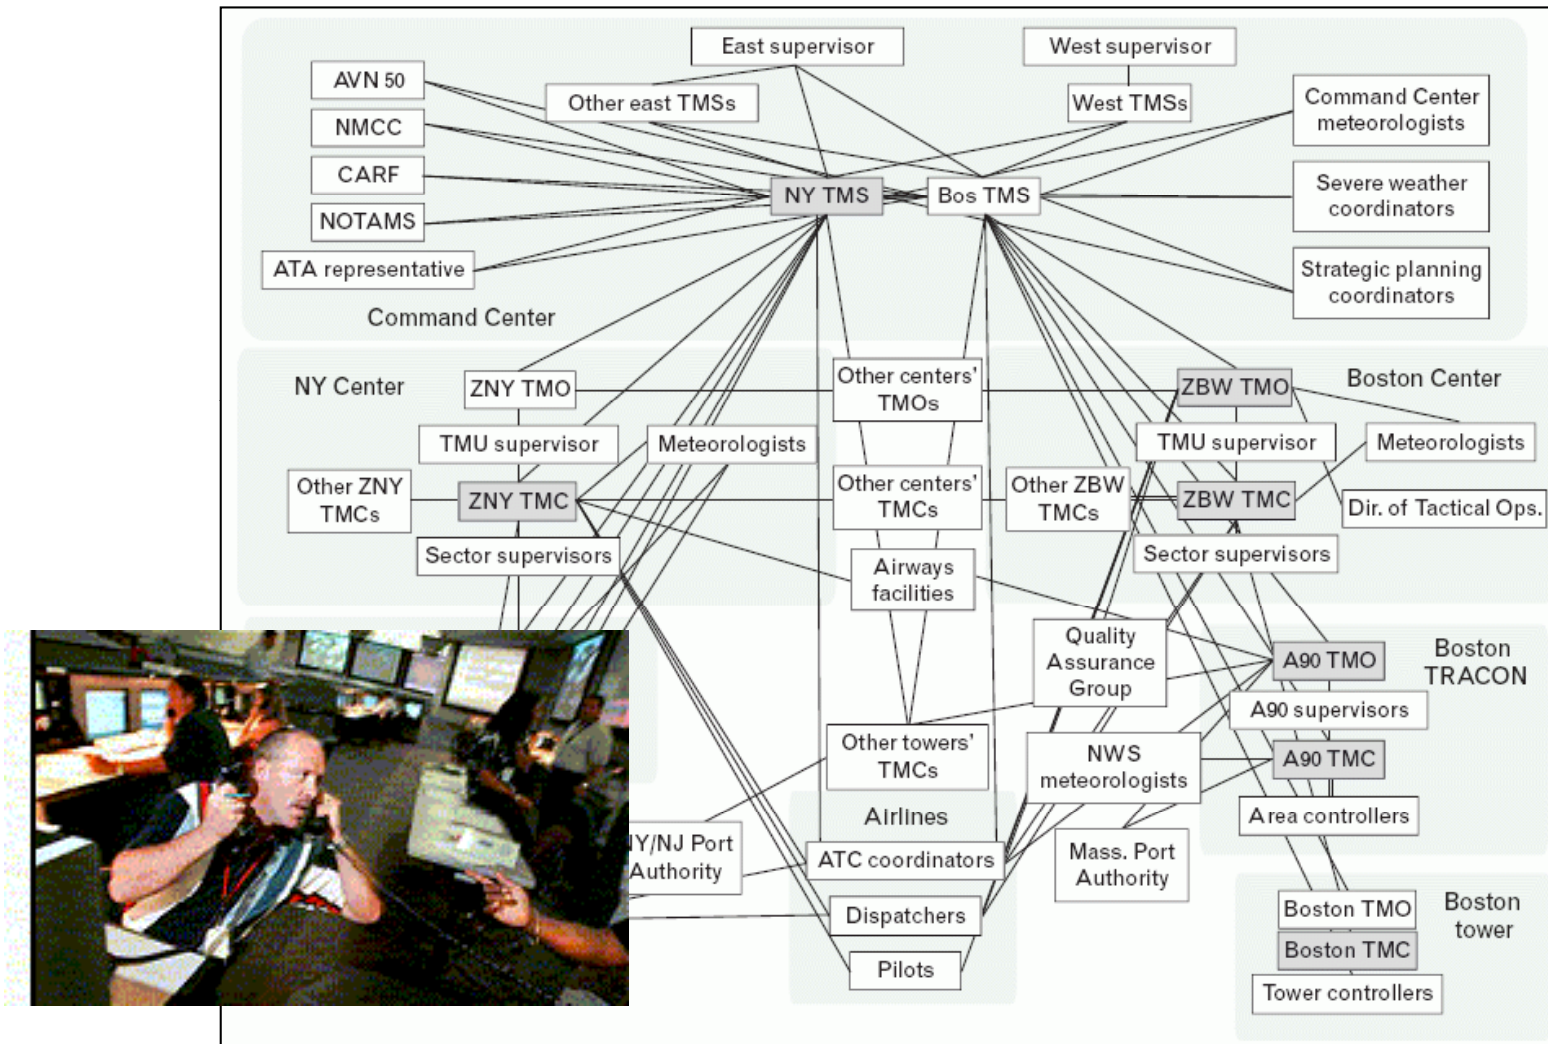 East supervisor
West supervisor
AVN 50
Other east TMSs
West TMSs
Command Center
meteorologists
NMCC
CARF
NY TMS
Bos TMS
Severe weather
coordinators
NOTAMS
ATA representative
Strategic planning
coordinators
Command Center
NY Center
ZNY TMO
Other centers'
TMOs
ZBW TMO
Boston Center
TMU supervisor
Meteorologists
TMU supervisor
Meteorologists
Other ZNY
TMCs
ZNY TMC
Other centers'
TMCs
Other ZBW
TMCs
ZBW TMC
Dir. of Tactical Ops.
Sector supervisors
Airways
facilities
Sector supervisors
Quality
Assurance
Group
A90 TMO
Boston
TRACON
A90 supervisors
Other towers'
TMCs
NWS
meteorologists
A90 TMC
Airlines
Area controllers
NY/NJ Port
Authority
ATC coordinators
Mass. Port
Authority
Dispatchers
Boston TMO
Boston
tower
Boston TMC
Pilots
Tower controllers